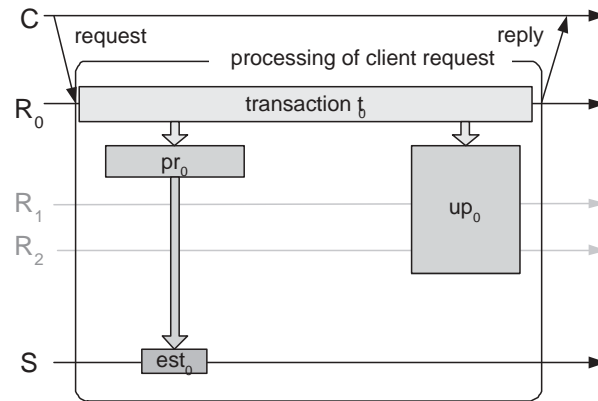 C
request
reply
processing of client request
R0
transaction t0
pr0
R1
up0
R2
S
est0